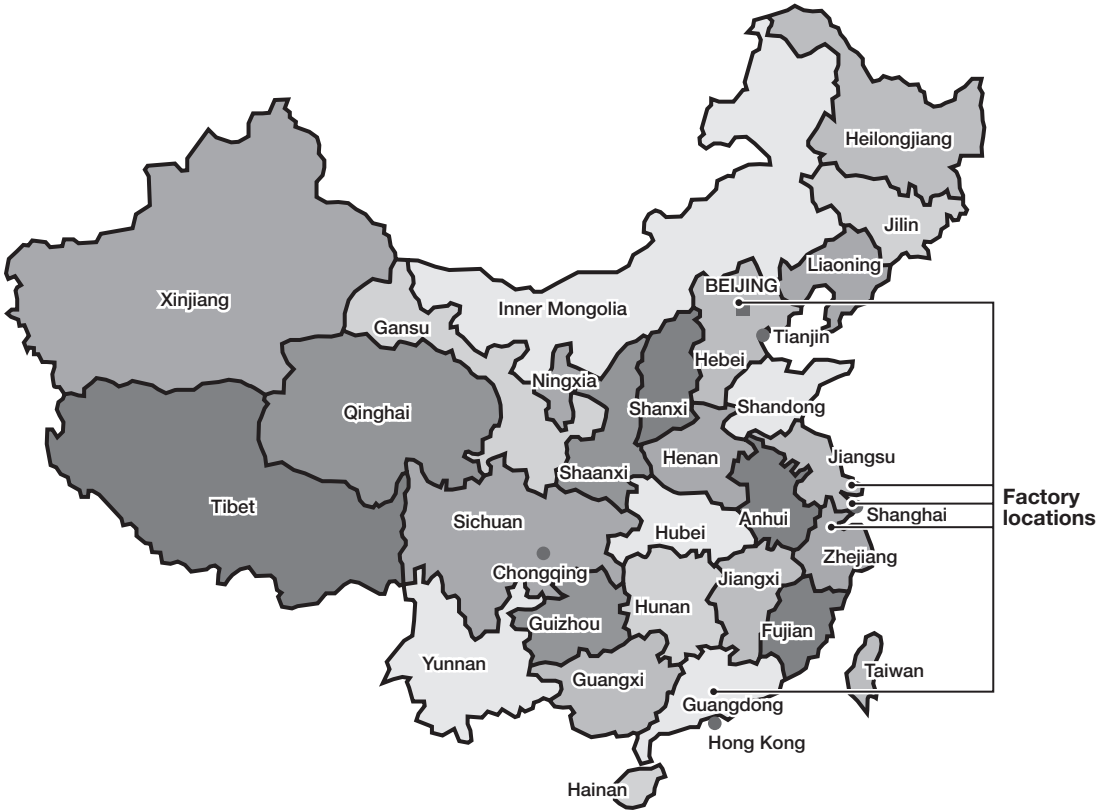 Heilongjiang
Jilin
Liaoning
BEIJING
Xinjiang
Inner Mongolia
Gansu
Tianjin
Hebei
Ningxia
Qinghai
Shanxi
Shandong
Henan
Jiangsu
Shaanxi
Tibet
Sichuan
Anhui
Shanghai
Factory
locations
Hubei
Zhejiang
Chongqing
Jiangxi
Hunan
Guizhou
Fujian
Yunnan
Taiwan
Guangxi
Guangdong
Hong Kong
Hainan